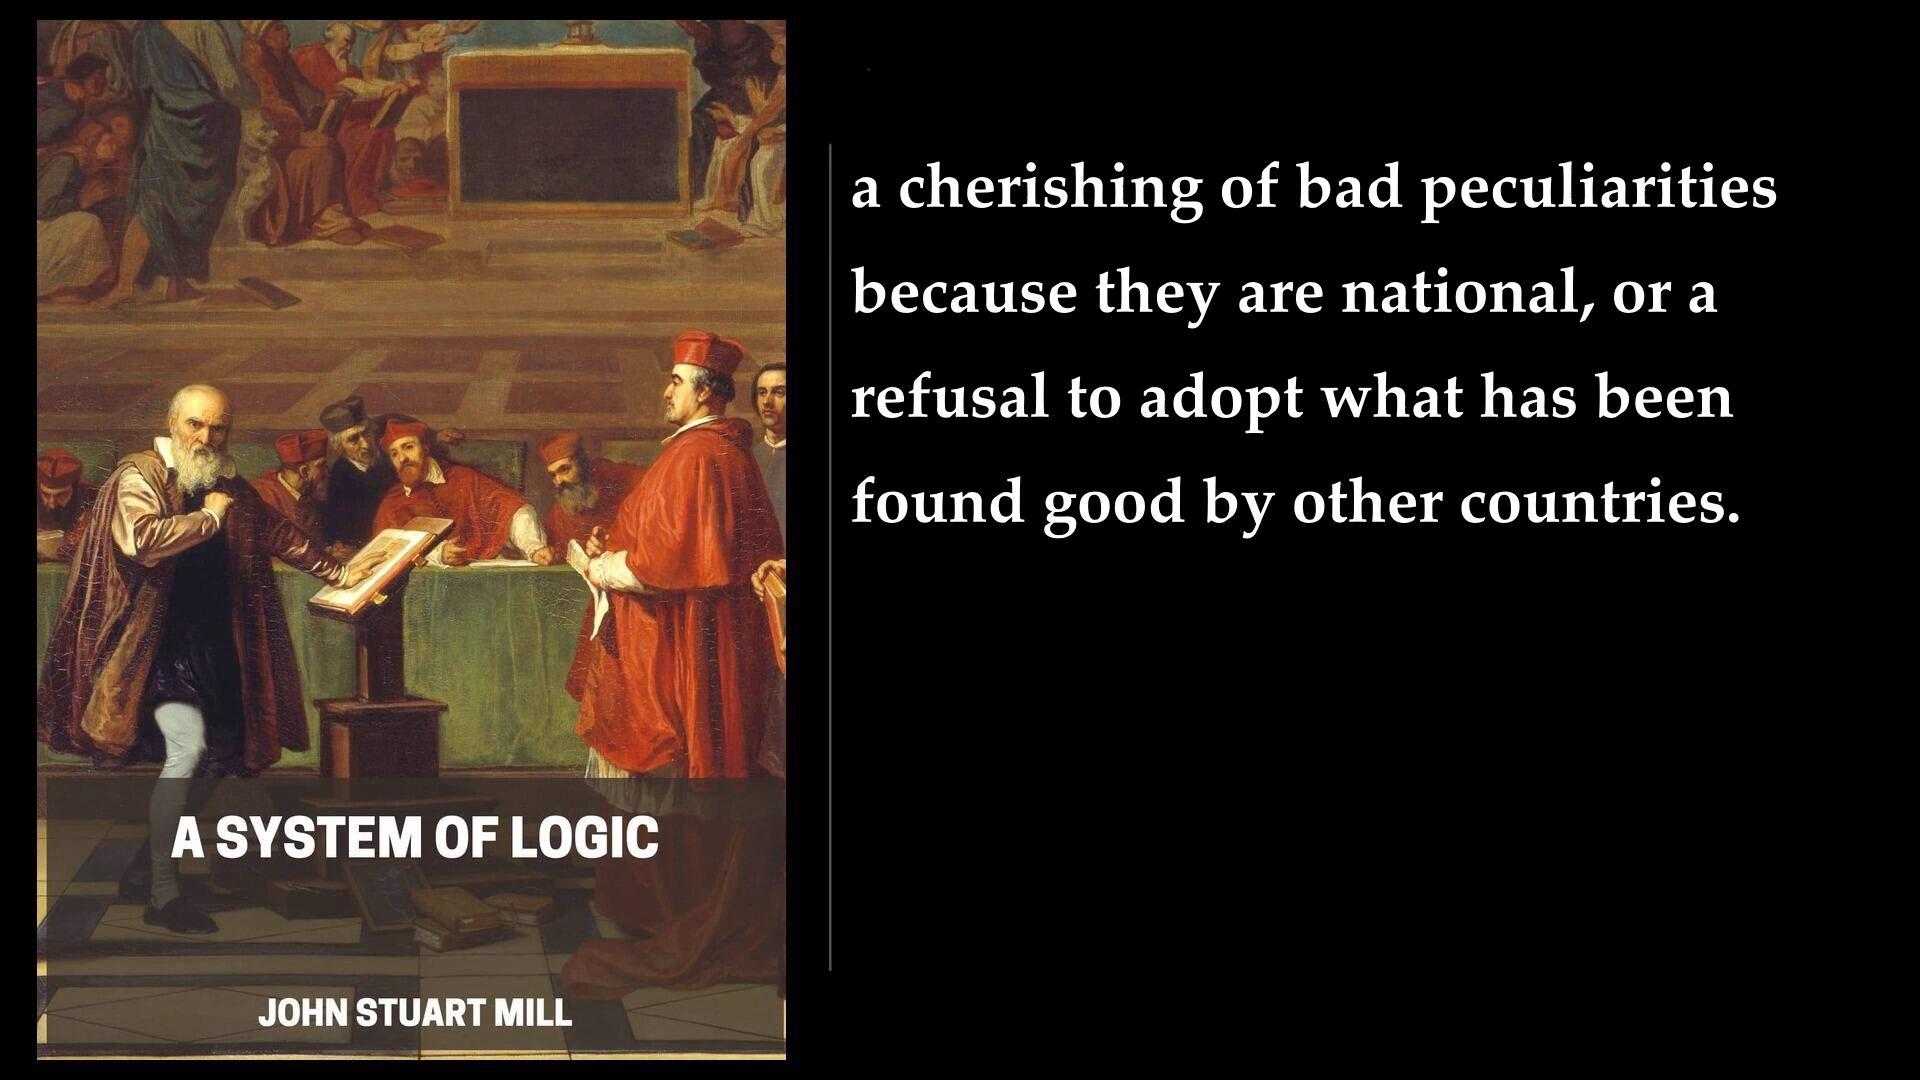 A SYSTEM OF LOGIC
JOHN STUART MILL
a cherishing of bad peculiarities
because they are national, or a
refusal to adopt what has been
found good by other countries.